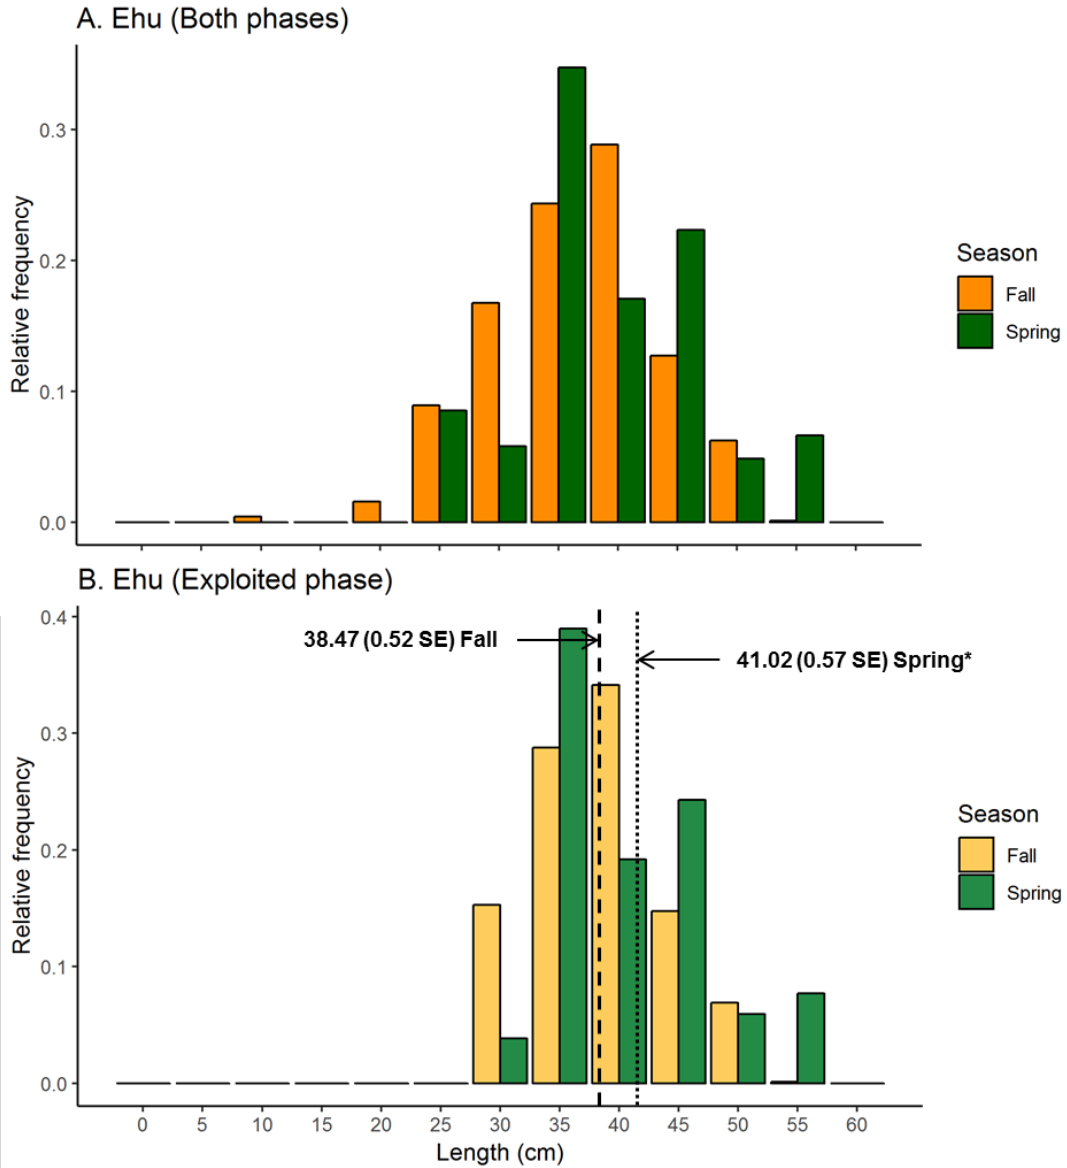 A. Ehu (Both phases)
Relative frequency
0.3
0.2
0.1
0.0
Season
Fall
Spring
B. Ehu (Exploited phase)
Relative frequency
0.4
0.3
0.2
0.1
0.0
38.47 (0.52 SE) Fall
41.02 (0.57 SE) Spring*
Season
Fall
Spring
0 5 10 15 20 25 30 35 40 45 50 55 60
Length (cm)